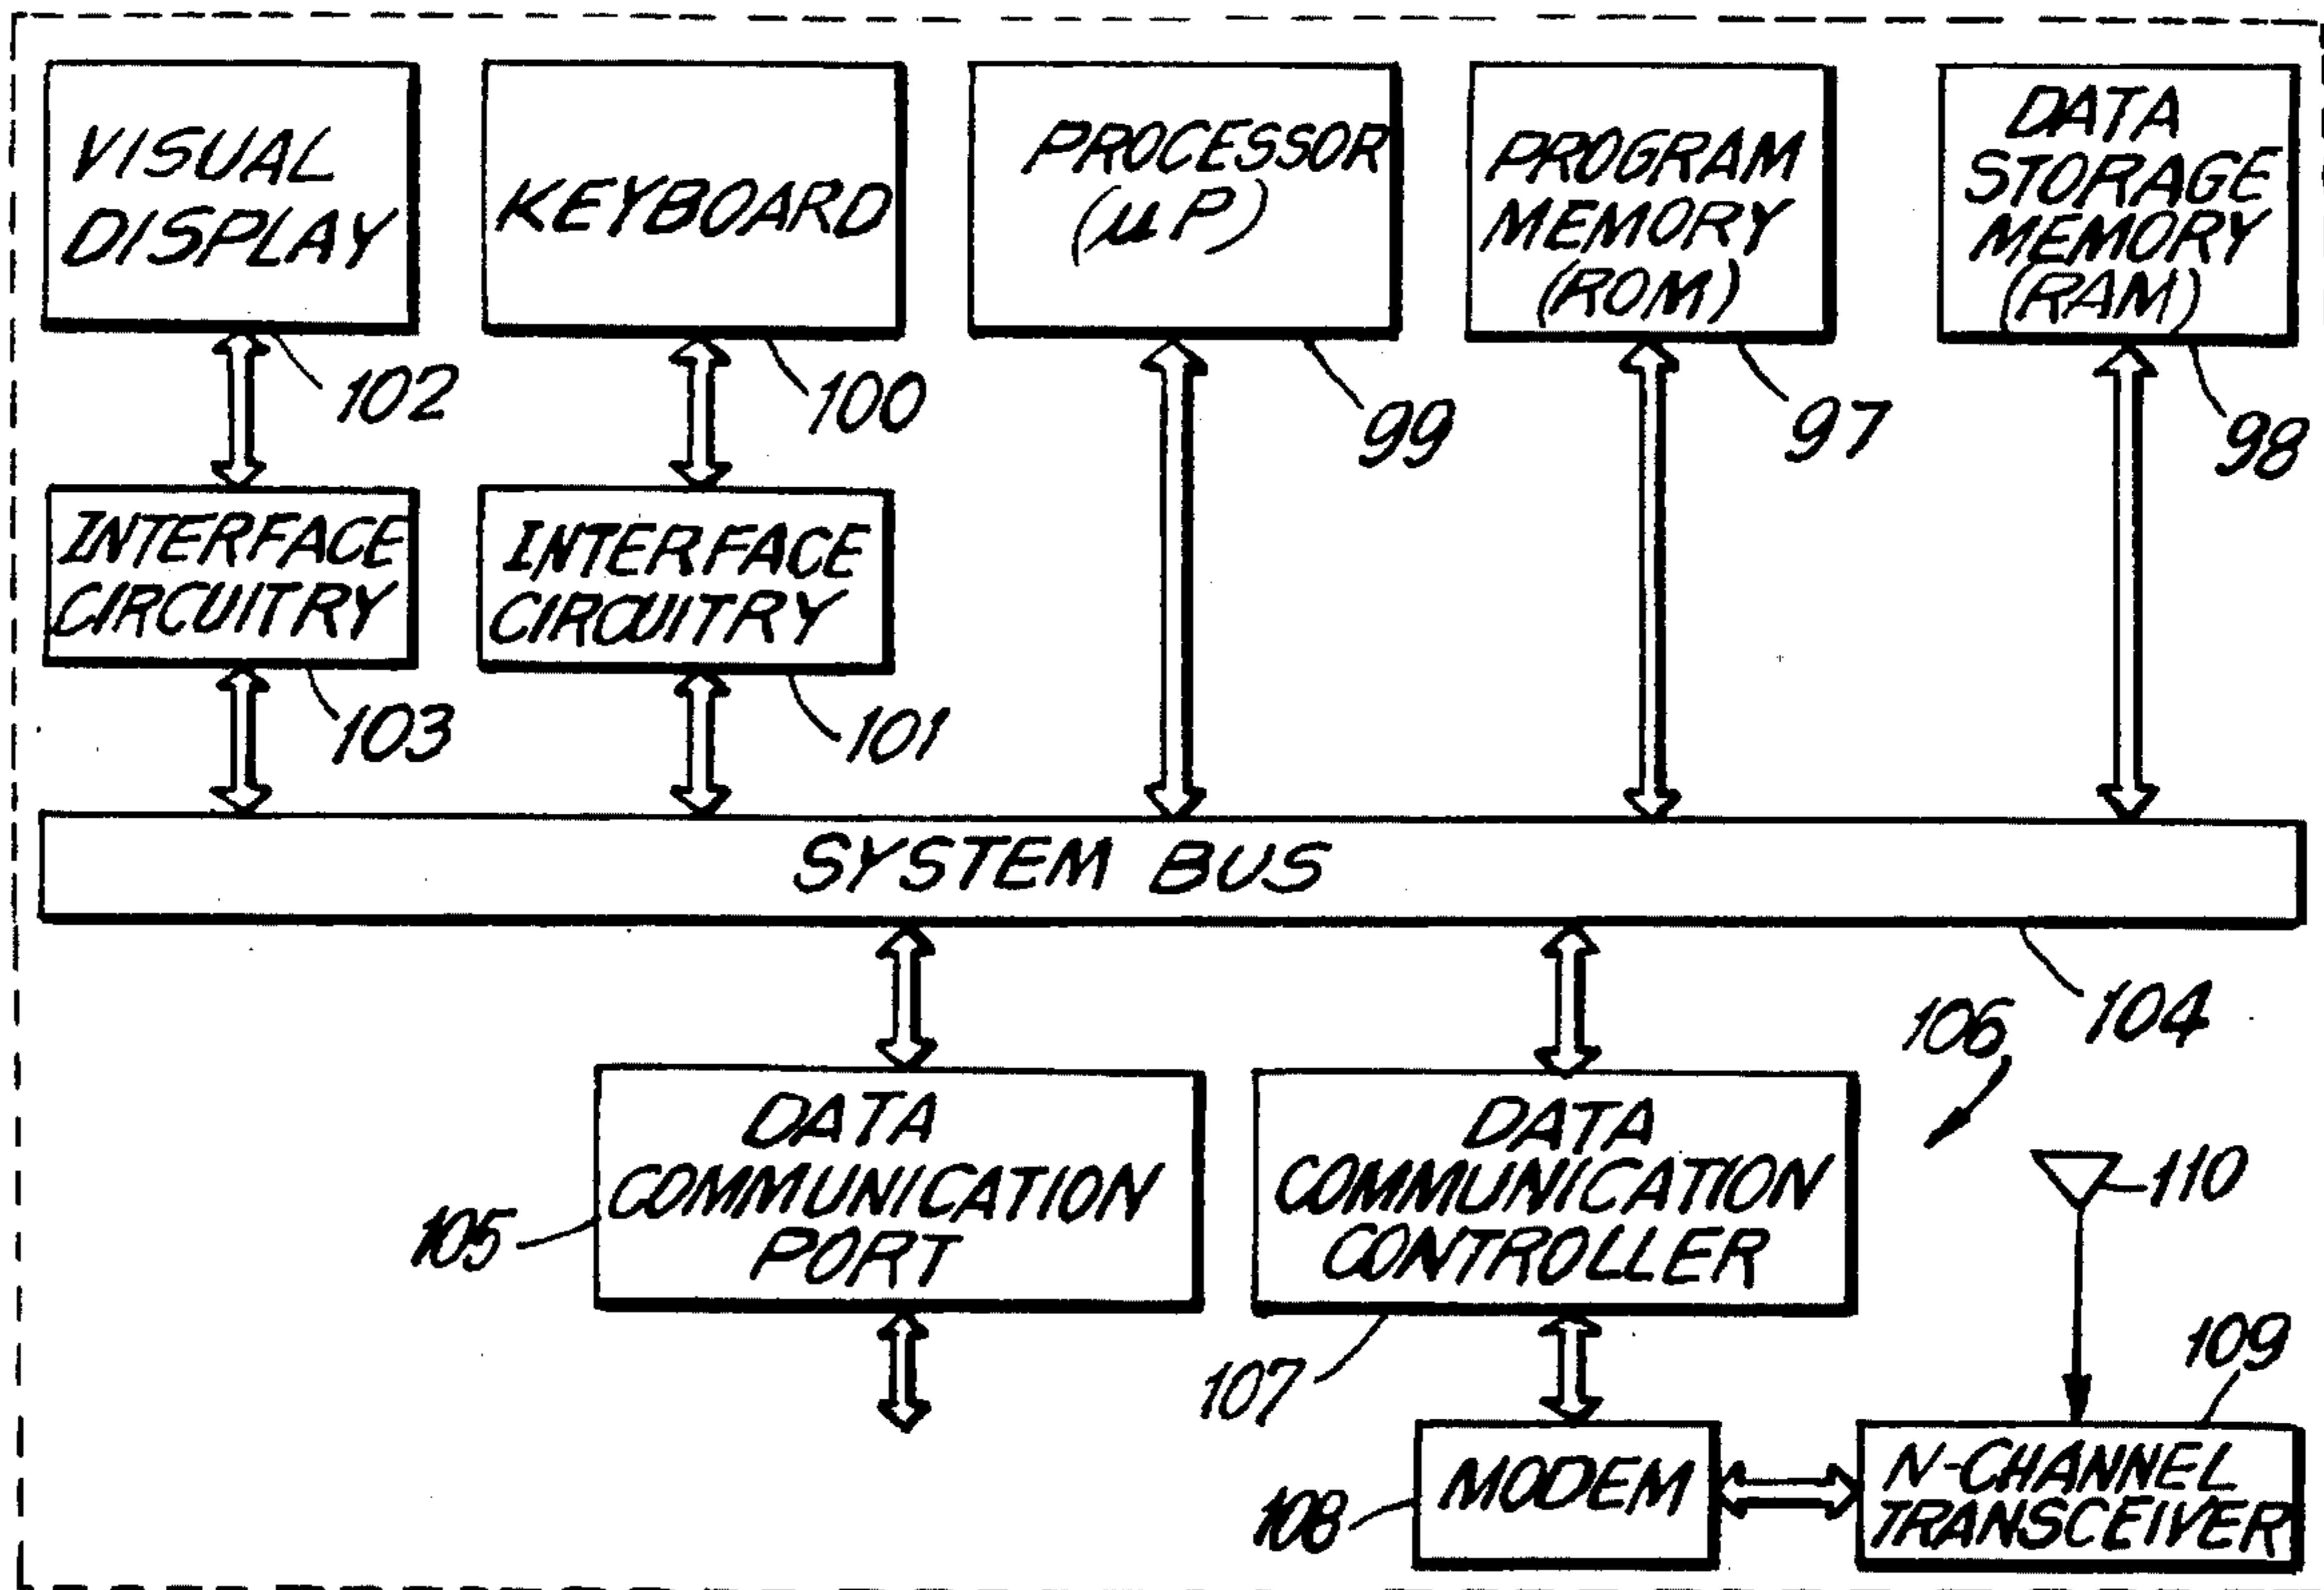 VISUAL
DISPLAY
KEYBOARD
PROCESSOR
(μP)
PROGRAM
MEMORY
(ROM)
DATA
STORAGE
MEMORY
(RAM)
102
100
99
97
98
INTERFACE
CIRCUITRY
INTERFACE
CIRCUITRY
103
101
SYSTEM BUS
104
106
DATA
COMMUNICATION
PORT
105
DATA
COMMUNICATION
CONTROLLER
107
110
109
MODEM
108
N-CHANNEL
TRANSCEIVER